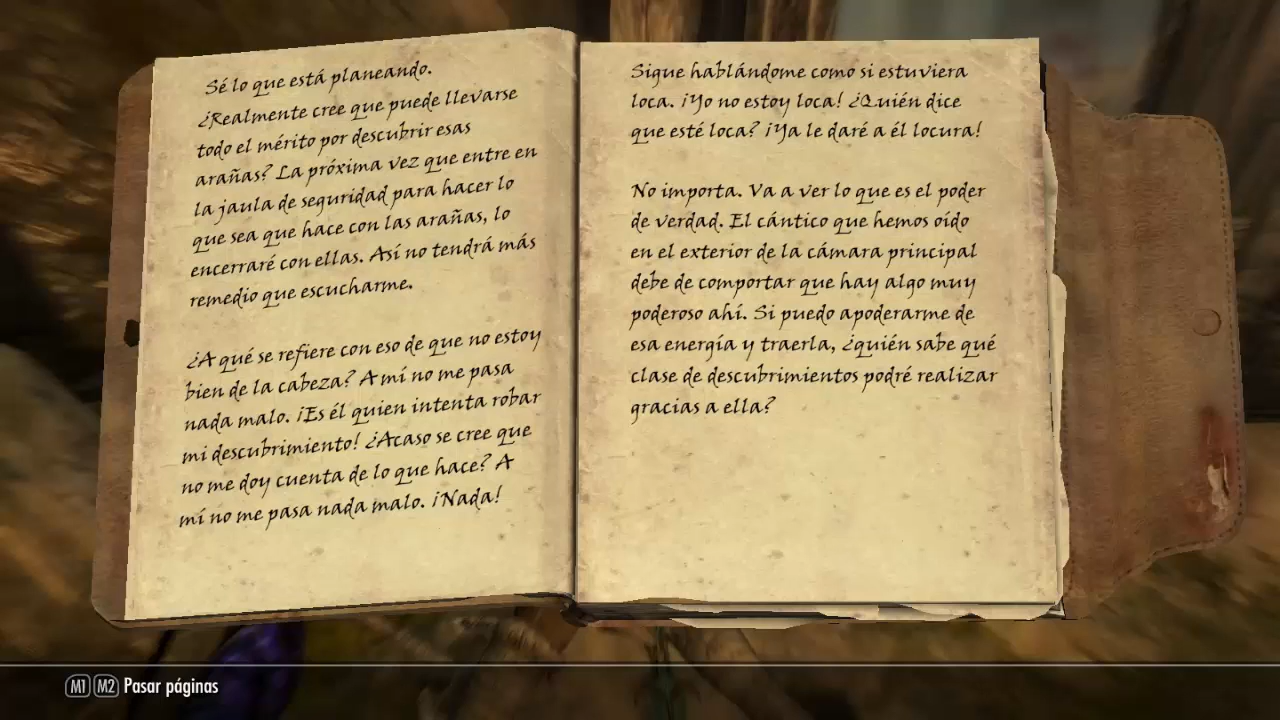 Sé lo que está planeando.
¿Realmente cree que puede llevarse
todo el mérito por descubrir esas
arañas? La próxima vez que entre en
la jaula de seguridad para hacer lo
que sea que hace con las arañas, lo
encerraré con ellas. Así no tendrá más
remedio que escucharme.
¿A qué se refiere con eso de que no estoy
bien de la cabeza? A mí no me pasa
nada malo. ¡Es él quien intenta robar
mi descubrimiento! ¿Acaso se cree que
no me doy cuenta de lo que hace? A
mí no me pasa nada malo. ¡Nada!
Sigue hablándome como si estuviera
loca. ¡Yo no estoy loca! ¿Quién dice
que esté loca? ¡Ya le daré a él locura!
No importa. Va a ver lo que es el poder
de verdad. El cántico que hemos oído
en el exterior de la cámara principal
debe de comportar que hay algo muy
poderoso ahí. Si puedo apoderarme de
esa energía y traerla, ¿quién sabe qué
clase de descubrimientos podré realizar
gracias a ella?
M1 M2 Pasar páginas